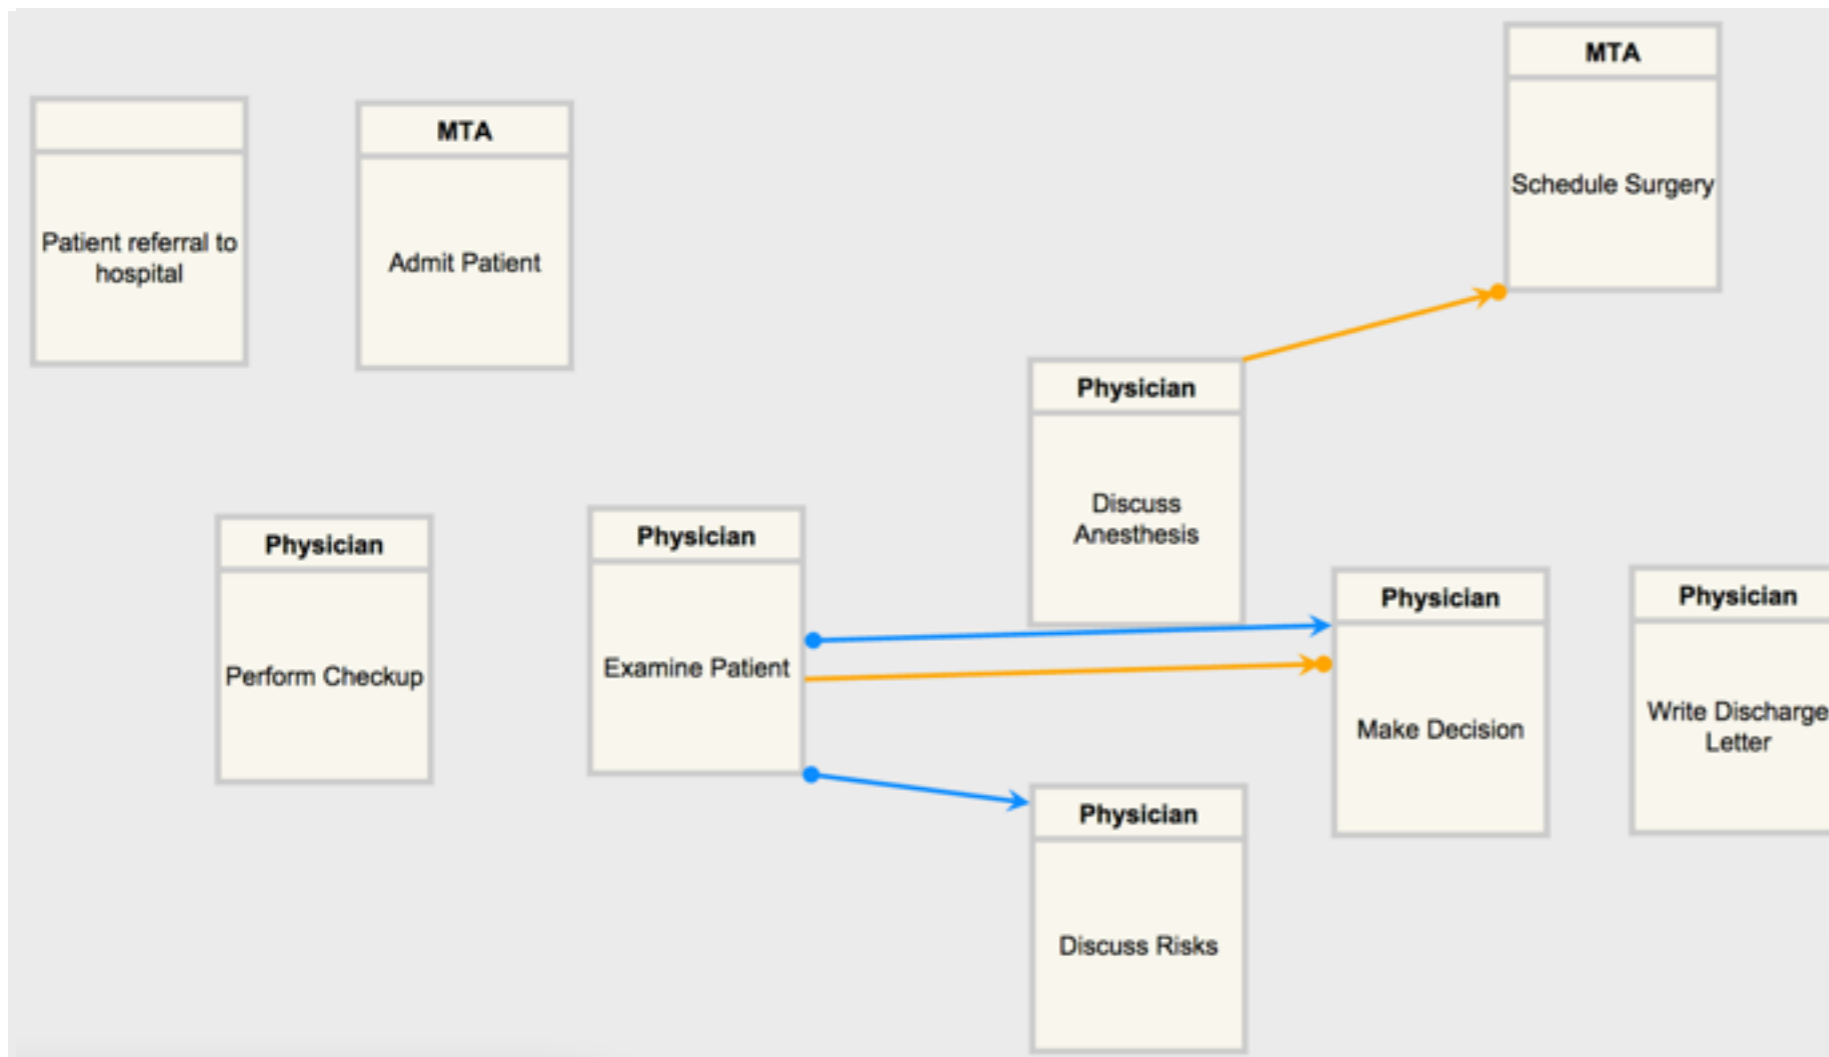 MTA
Schedule Surgery
Patient referral to
hospital
MTA
Admit Patient
Physician
Discuss
Anesthesis
Physician
Perform Checkup
Physician
Examine Patient
Physician
Make Decision
Physician
Write Discharge
Letter
Physician
Discuss Risks